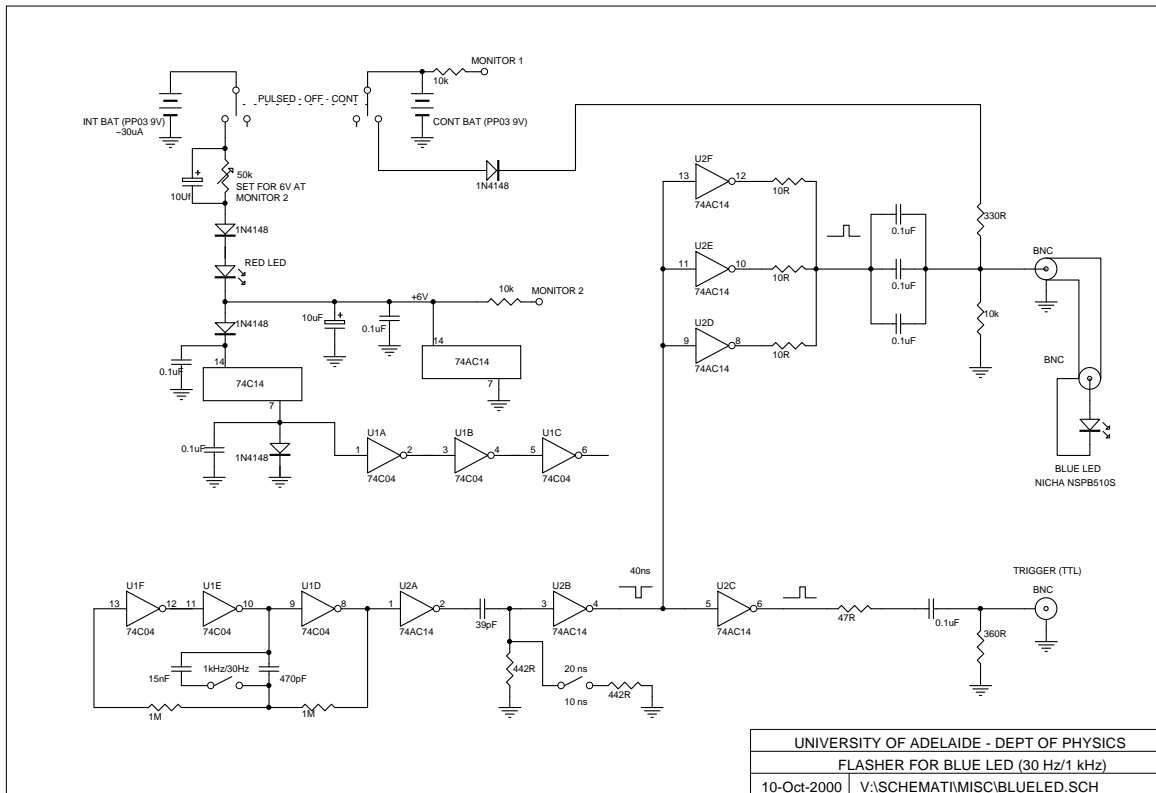 MONITOR 1
10k
PULSED - OFF - CONT
INT BAT (PP03 9V)
~30uA
CONT BAT (PP03 9V)
1N4148
+
10Uf
50k
SET FOR 6V AT
MONITOR 2
1N4148
RED LED
1N4148
+6V
10k
MONITOR 2
10uF
+
0.1uF
14
74AC14
7
0.1uF
14
74C14
7
0.1uF
1N4148
U1A
1
2
74C04
U1B
3
4
74C04
U1C
5
6
74C04
U2F
13
12
74AC14
10R
U2E
11
10
74AC14
10R
U2D
9
8
74AC14
10R
0.1uF
0.1uF
0.1uF
330R
10k
BNC
BNC
BLUE LED
NICHA NSPB510S
U1F
13
12
74C04
U1E
11
10
74C04
U1D
9
8
74C04
U2A
1
2
74AC14
39pF
U2B
3
4
74AC14
40ns
U2C
5
6
74AC14
47R
0.1uF
360R
TRIGGER (TTL)
BNC
15nF
1kHz/30Hz
470pF
1M
1M
442R
20 ns
10 ns
442R
UNIVERSITY OF ADELAIDE - DEPT OF PHYSICS
FLASHER FOR BLUE LED (30 Hz/1 kHz)
10-Oct-2000 V:\SCHEMATI\MISC\BLUELED.SCH